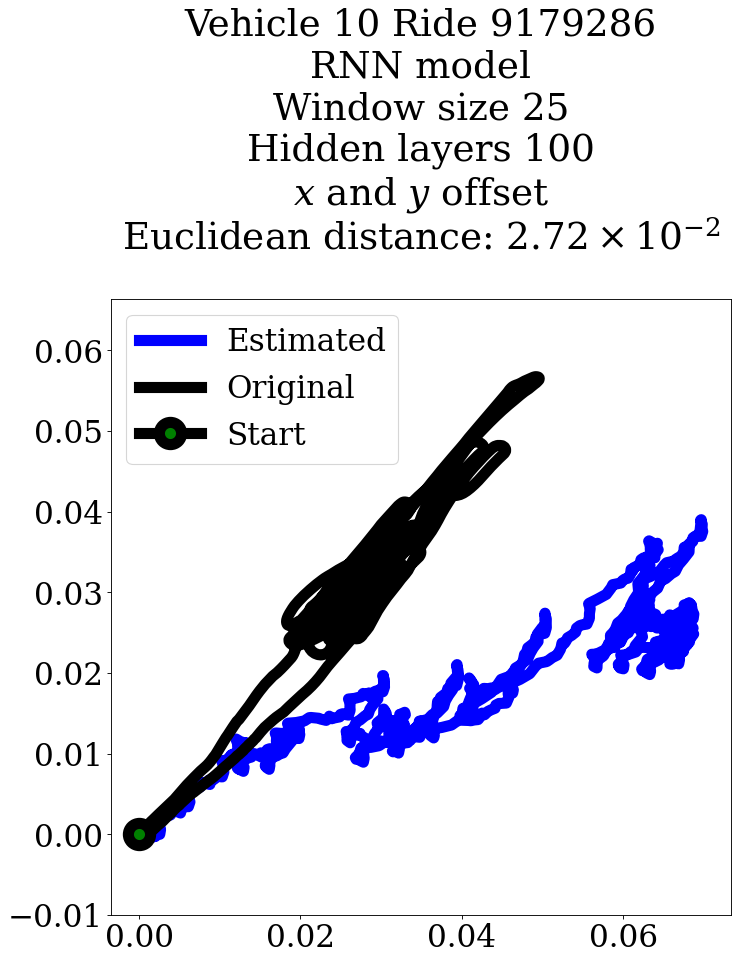 Vehicle 10 Ride 9179286
RNN model
Window size 25
Hidden layers 100
x and y offset
Euclidean distance: 2.72 × 10⁻²
Estimated
Original
Start
0.06
0.05
0.04
0.03
0.02
0.01
0.00
−0.01
0.00 0.02 0.04 0.06